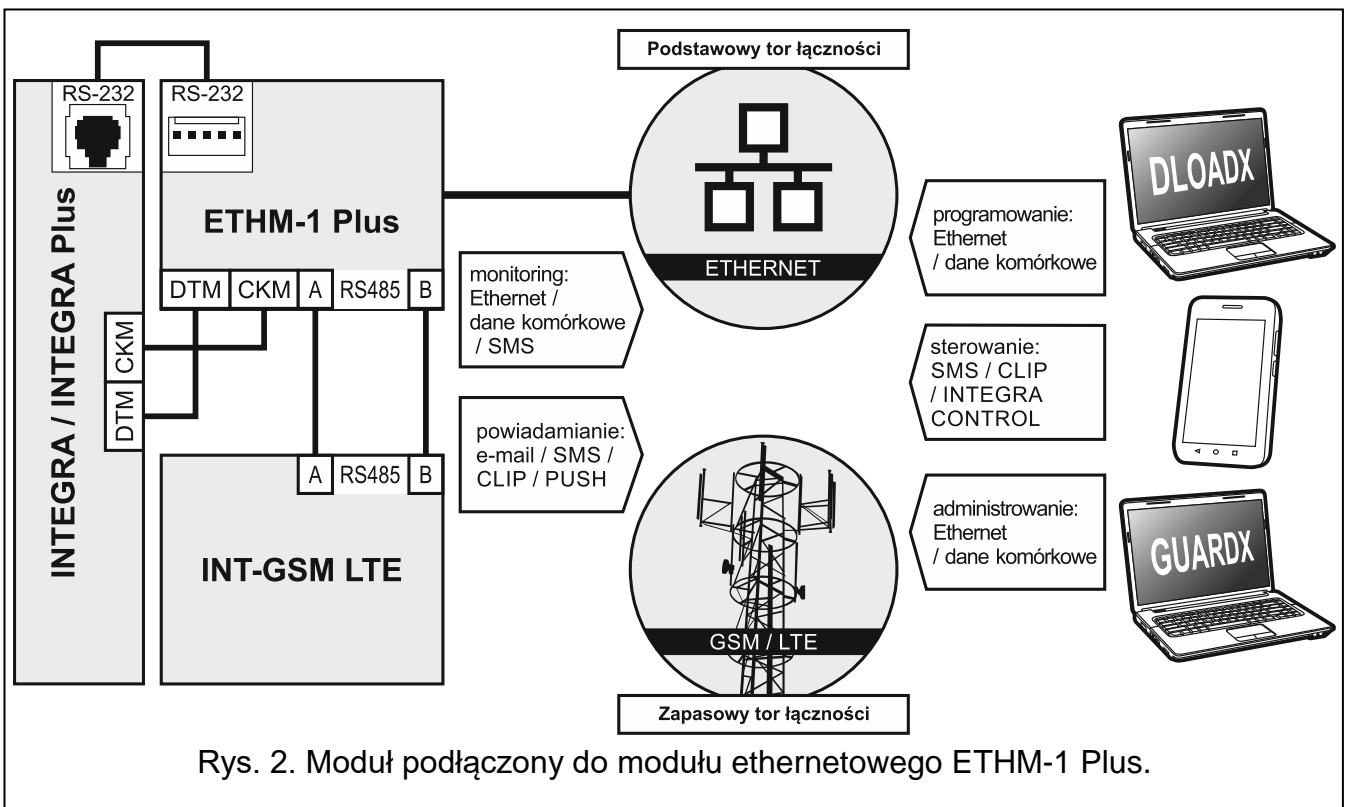 Podstawowy tor łączności
RS-232
RS-232
INTEGRA / INTEGRA Plus
ETHM-1 Plus
DTM
CKM
A
RS485
B
CKM
DTM
A
RS485
B
INT-GSM LTE
ETHERNET
monitoring:
Ethernet /
dane komórkowe
/ SMS
powiadamianie:
e-mail / SMS /
CLIP / PUSH
GSM / LTE
Zapasowy tor łączności
programowanie:
Ethernet
/ dane komórkowe
DLOADX
sterowanie:
SMS / CLIP
/ INTEGRA
CONTROL
administrowanie:
Ethernet
/ dane komórkowe
GUARDX
Rys. 2. Moduł podłączony do modułu ethernetowego ETHM-1 Plus.